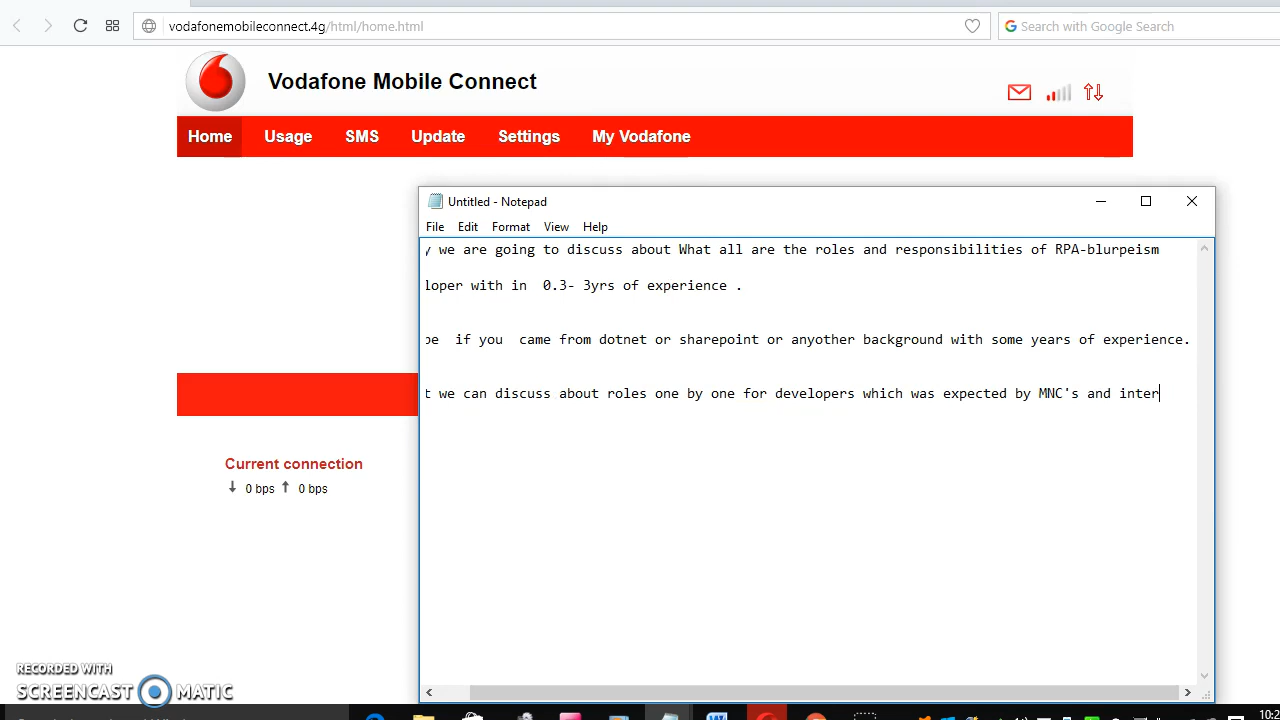 vodafonemobileconnect.4g/html/home.html
Search with Google Search
Vodafone Mobile Connect
Home Usage SMS Update Settings My Vodafone
Untitled - Notepad
File Edit Format View Help
y we are going to discuss about What all are the roles and responsibilities of RPA-blurpeism
loper with in 0.3- 3yrs of experience .
be if you came from dotnet or sharepoint or anyother background with some years of experience.
t we can discuss about roles one by one for developers which was expected by MNC's and inter
Current connection
0 bps 0 bps
RECORDED WITH
SCREENCAST MATIC
10:2